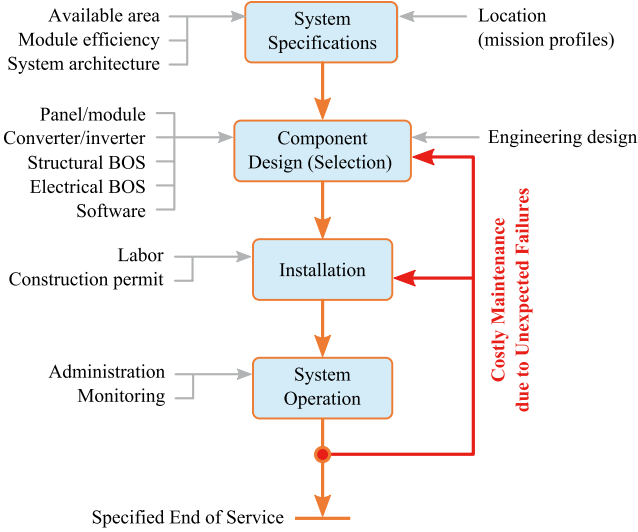 Available area
Module efficiency
System architecture
System
Specifications
Location
(mission profiles)
Panel/module
Converter/inverter
Structural BOS
Electrical BOS
Software
Component
Design (Selection)
Engineering design
Labor
Construction permit
Installation
Costly Maintenance
due to Unexpected Failures
Administration
Monitoring
System
Operation
Specified End of Service